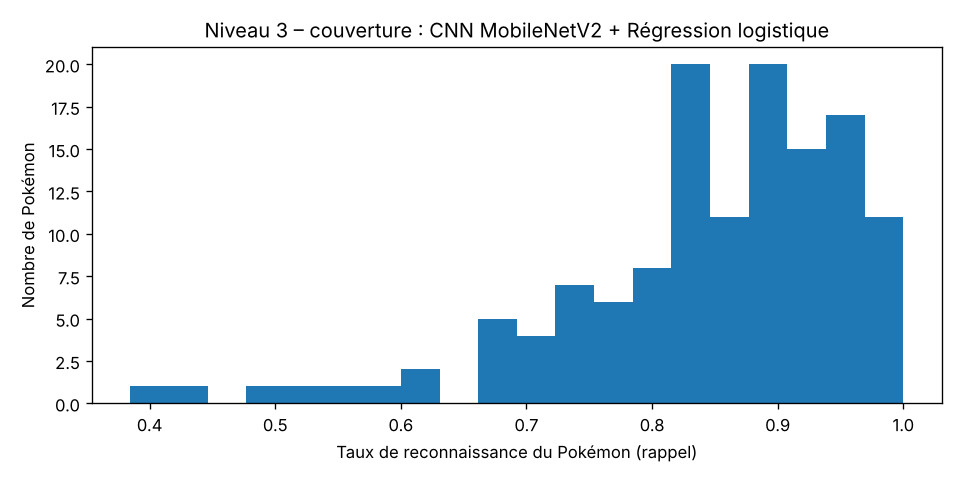 Niveau 3 – couverture : CNN MobileNetV2 + Régression logistique
Nombre de Pokémon
20.0
17.5
15.0
12.5
10.0
7.5
5.0
2.5
0.0
0.4 0.5 0.6 0.7 0.8 0.9 1.0
Taux de reconnaissance du Pokémon (rappel)